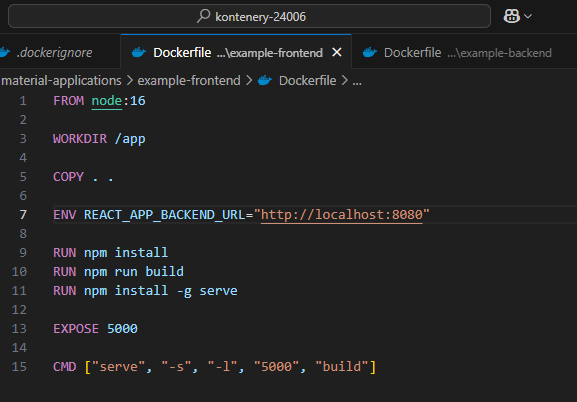 kontenery-24006
.dockerignore
Dockerfile ...\example-frontend
Dockerfile ...\example-backend
material-applications > example-frontend > Dockerfile > ...
1 FROM node:16
2
3 WORKDIR /app
4
5 COPY . .
6
7 ENV REACT_APP_BACKEND_URL="http://localhost:8080"
8
9 RUN npm install
10 RUN npm run build
11 RUN npm install -g serve
12
13 EXPOSE 5000
14
15 CMD ["serve", "-s", "-l", "5000", "build"]